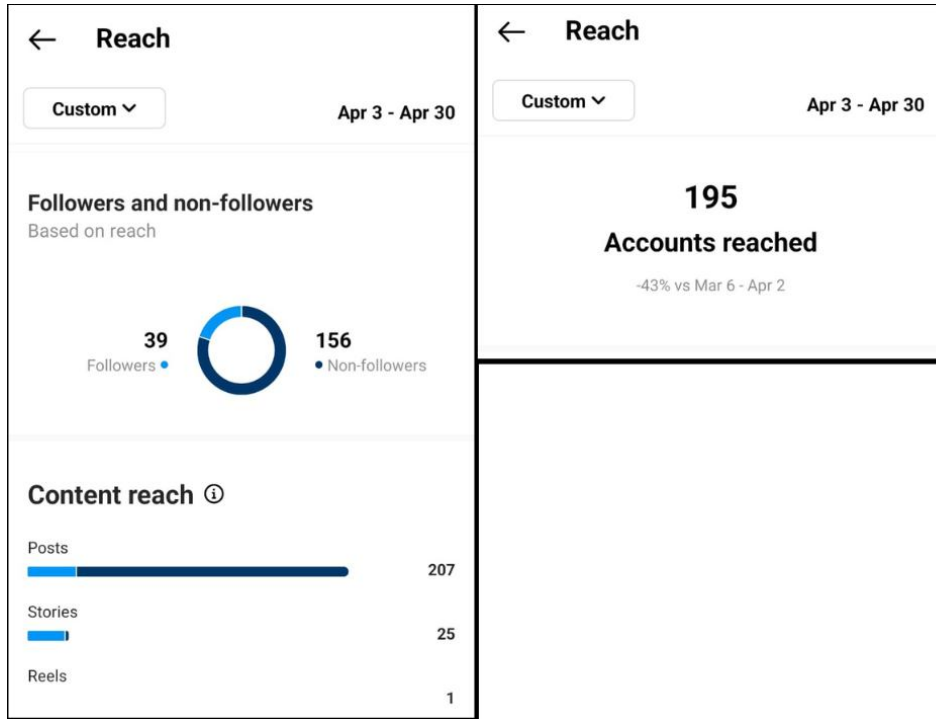 Reach
Custom
Apr 3 - Apr 30
Followers and non-followers
Based on reach
39
Followers
156
Non-followers
Content reach
Posts
207
Stories
25
Reels
1
Reach
Custom
Apr 3 - Apr 30
195
Accounts reached
-43% vs Mar 6 - Apr 2